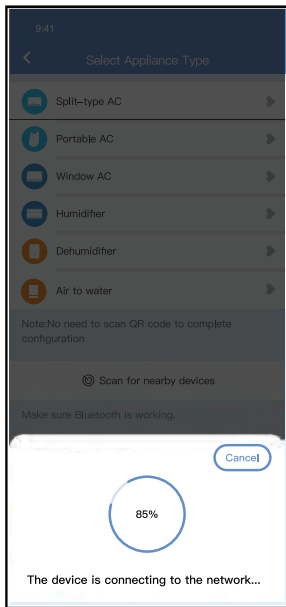 9:41
Select Appliance Type
Split-type AC
Portable AC
Window AC
Humidifier
Dehumidifier
Air to water
Note:No need to scan QR code to complete
configuration
Scan for nearby devices
Make sure Bluetooth is working.
Cancel
85%
The device is connecting to the network...